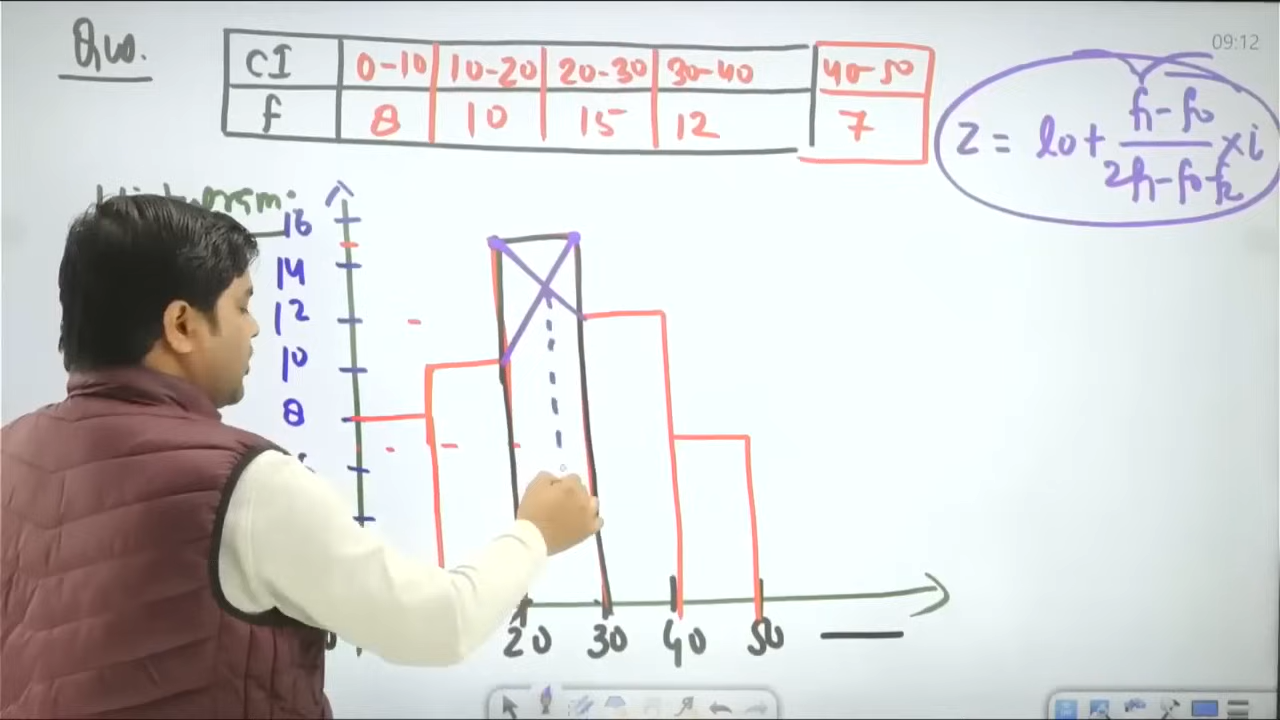 09:12
Quo.
CI 0-10 10-20 20-30 30-40 40-50
f 8 10 15 12 7
Z = l0 + f1-f0 / 2f1-f0-f2 × i
16
14
12
10
8
20 30 40 50